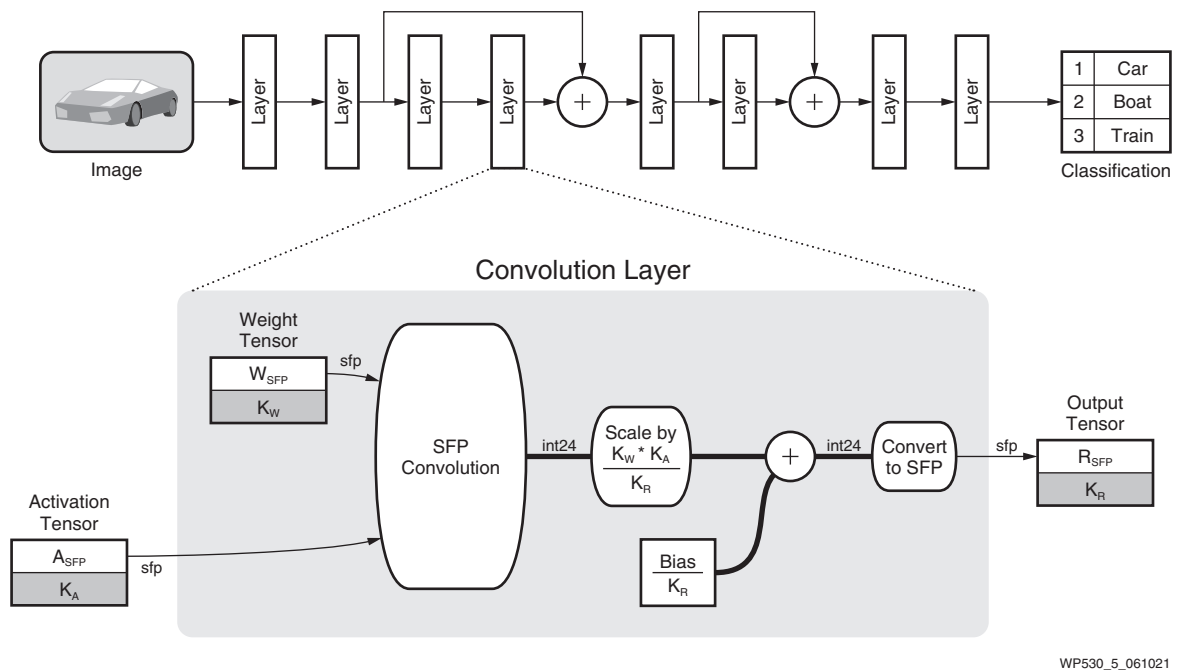 Layer
Layer
Layer
Layer
+
Layer
Layer
+
Layer
Layer
1 Car
2 Boat
3 Train
Image
Classification
Convolution Layer
Weight
Tensor
W_SFP
K_W
sfp
Activation
Tensor
A_SFP
K_A
sfp
SFP
Convolution
int24
Scale by
K_W * K_A
K_R
+
Bias
K_R
int24
Convert
to SFP
sfp
Output
Tensor
R_SFP
K_R
WP530_5_061021